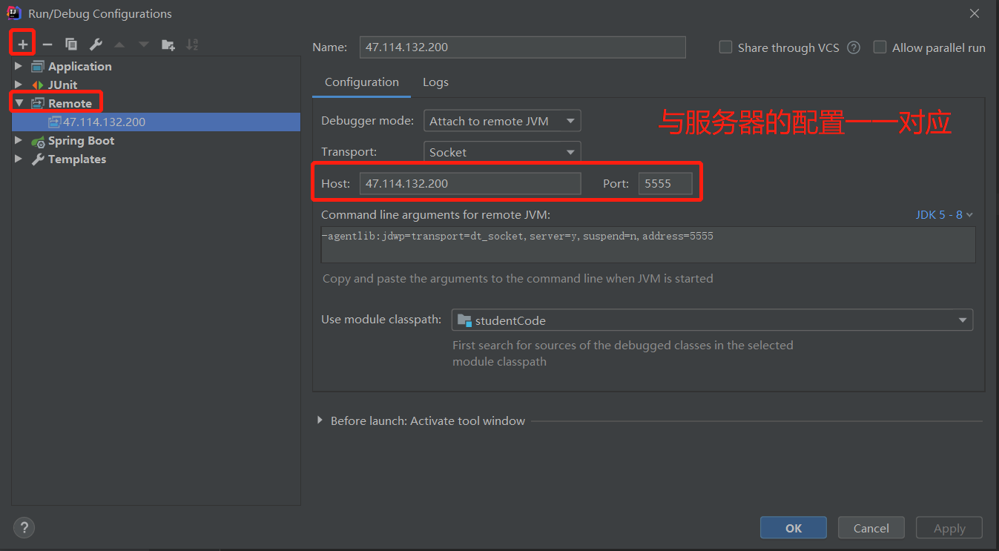 Run/Debug Configurations
Name: 47.114.132.200
Share through VCS ? Allow parallel run
Application
JUnit
Remote
47.114.132.200
Spring Boot
Templates
Configuration Logs
Debugger mode: Attach to remote JVM
与服务器的配置一一对应
Transport: Socket
Host: 47.114.132.200 Port: 5555
Command line arguments for remote JVM: JDK 5 - 8
-agentlib:jdwp=transport=dt_socket,server=y,suspend=n,address=5555
Copy and paste the arguments to the command line when JVM is started
Use module classpath: studentCode
First search for sources of the debugged classes in the selected
module classpath
Before launch: Activate tool window
? OK Cancel Apply